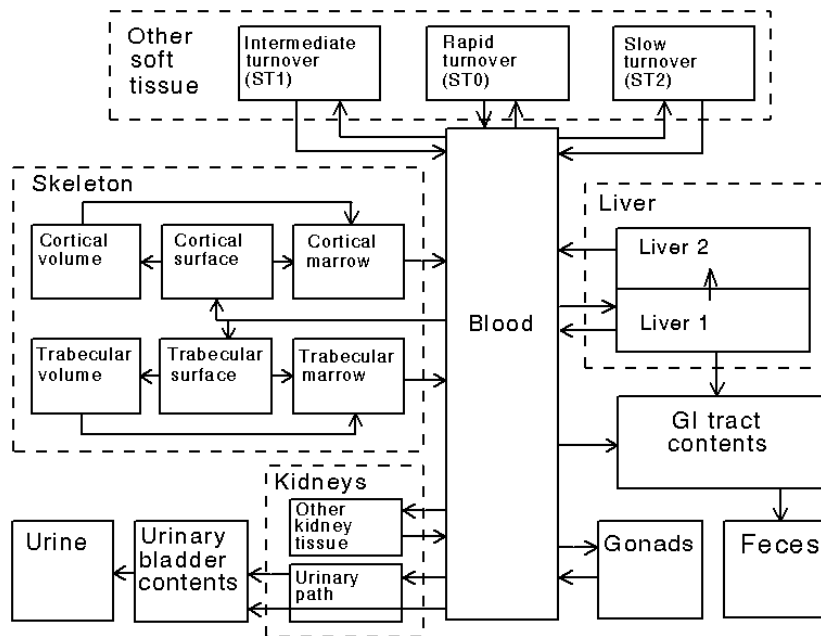 Other
soft
tissue
Intermediate
turnover
(ST1)
Rapid
turnover
(ST0)
Slow
turnover
(ST2)
Skeleton
Cortical
volume
Cortical
surface
Cortical
marrow
Trabecular
volume
Trabecular
surface
Trabecular
marrow
Blood
Liver
Liver 2
Liver 1
GI tract
contents
Kidneys
Other
kidney
tissue
Urinary
path
Urine
Urinary
bladder
contents
Gonads
Feces